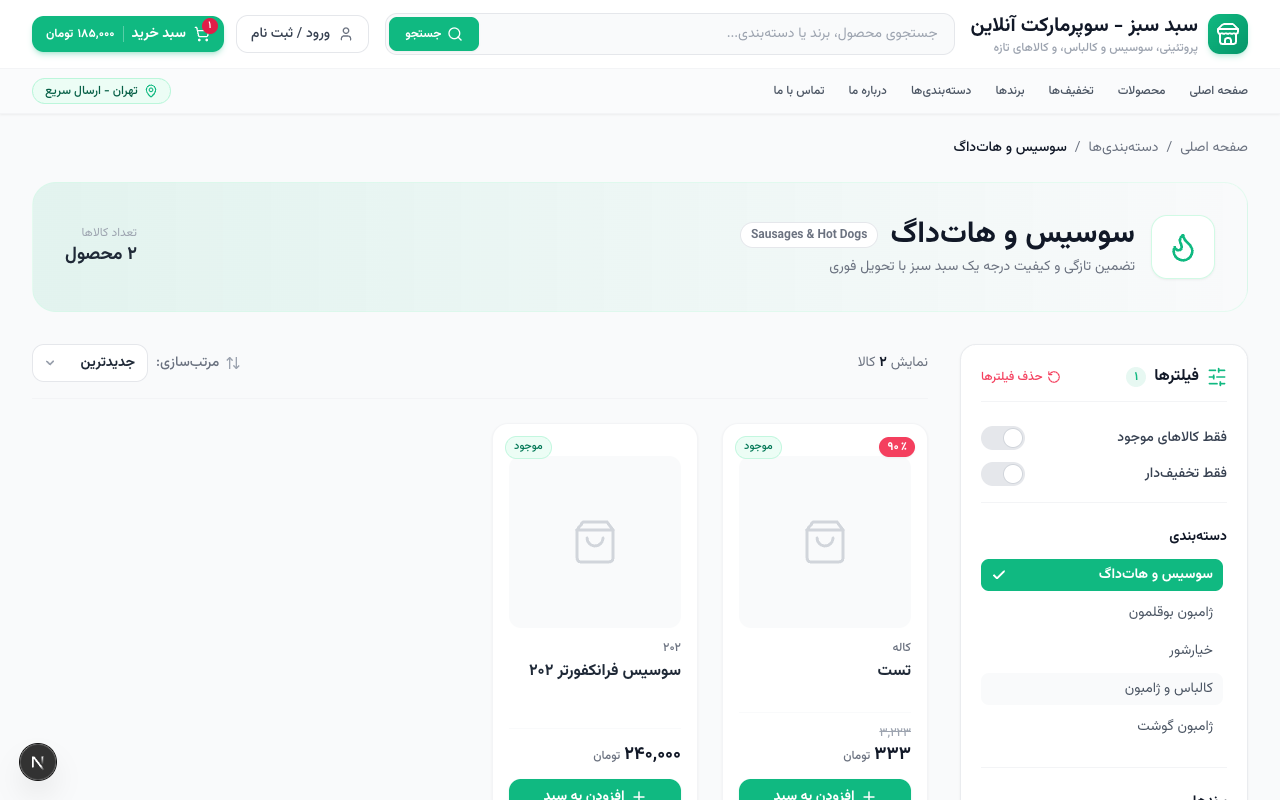 سبد سبز - سوپرمارکت آنلاین
پروتئینی، سوسیس و کالباس، و کالاهای تازه
جستجوی محصول، برند یا دسته‌بندی...
جستجو
ورود / ثبت نام
سبد خرید
۱۸۵,۰۰۰ تومان
۱
صفحه اصلی
محصولات
تخفیف‌ها
برندها
دسته‌بندی‌ها
درباره ما
تماس با ما
تهران - ارسال سریع
صفحه اصلی / دسته‌بندی‌ها / سوسیس و هات‌داگ
سوسیس و هات‌داگ
Sausages & Hot Dogs
تضمین تازگی و کیفیت درجه یک سبد سبز با تحویل فوری
تعداد کالاها
۲ محصول
فیلترها
۱
حذف فیلترها
فقط کالاهای موجود
فقط تخفیف‌دار
دسته‌بندی
سوسیس و هات‌داگ
ژامبون بوقلمون
خیارشور
کالباس و ژامبون
ژامبون گوشت
برندها
نمایش ۲ کالا
مرتب‌سازی:
جدیدترین
۹۰ ٪
موجود
کاله
تست
۳,۲۲۳
۳۳۳ تومان
افزودن به سبد
موجود
۲۰۲
سوسیس فرانکفورتر ۲۰۲
۲۴۰,۰۰۰ تومان
افزودن به سبد
N